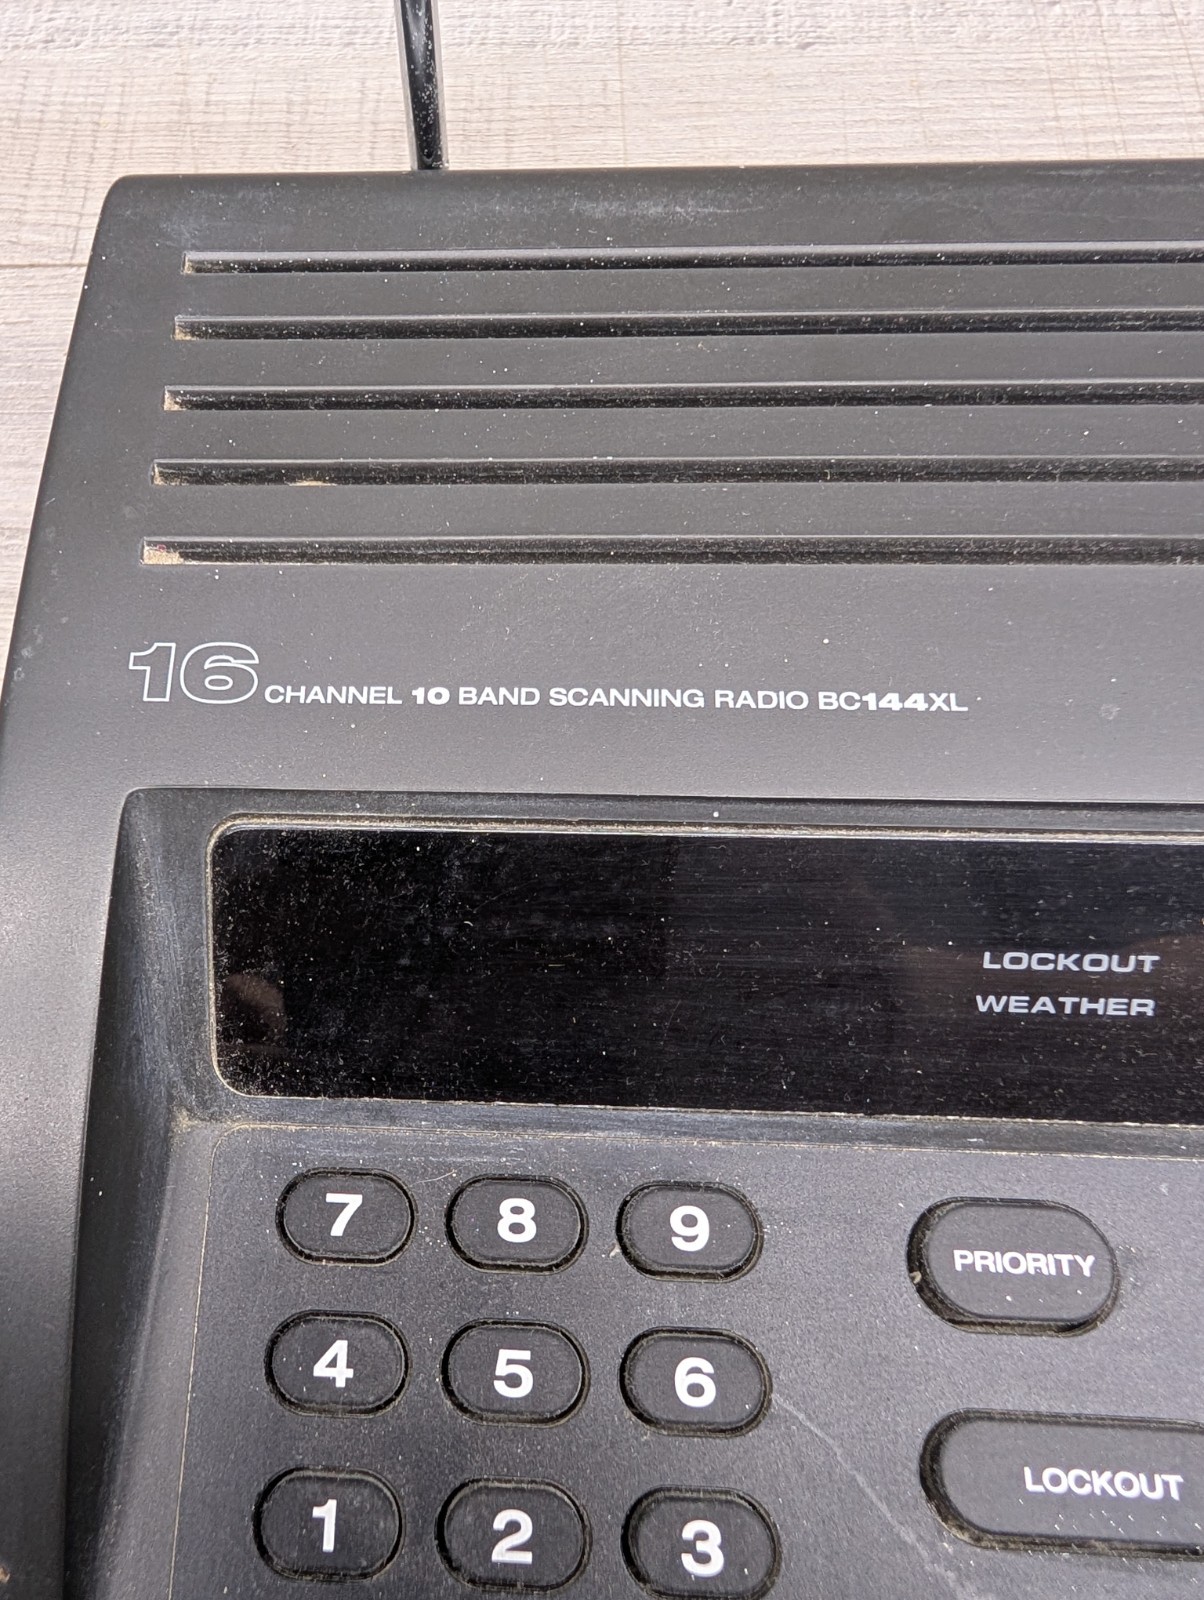 16 CHANNEL 10 BAND SCANNING RADIO BC144XL
LOCKOUT
WEATHER
7 8 9
PRIORITY
4 5 6
LOCKOUT
1 2 3